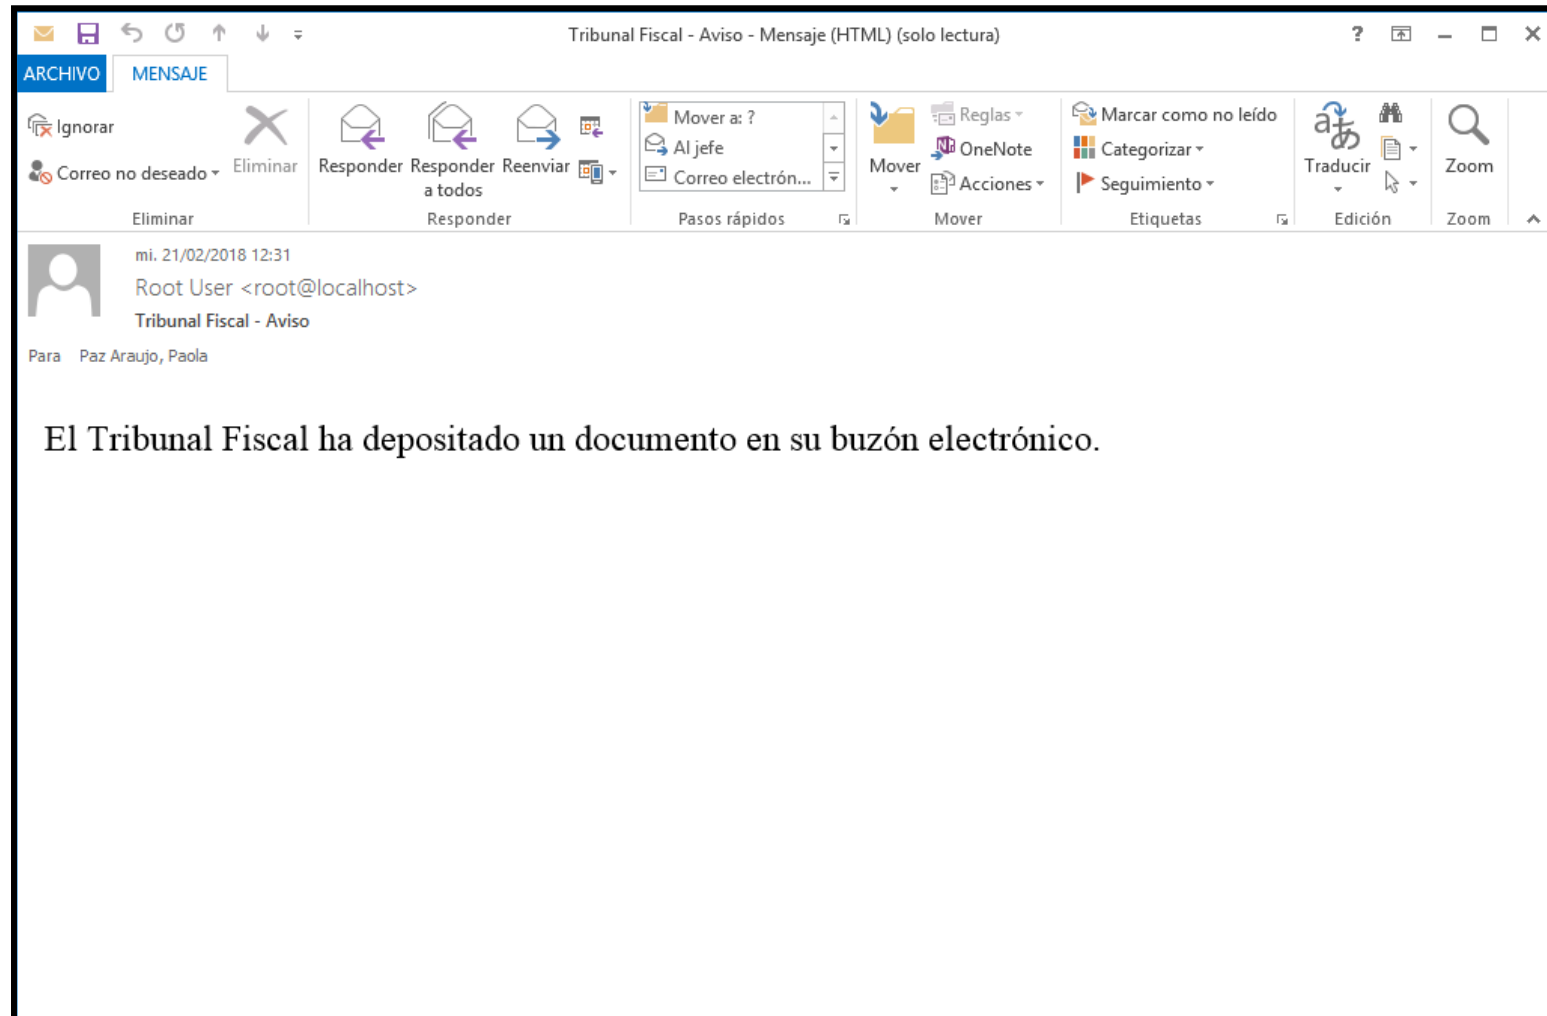 Tribunal Fiscal - Aviso - Mensaje (HTML) (solo lectura)
ARCHIVO MENSAJE
Ignorar
Correo no deseado
Eliminar
Eliminar
Responder
Responder a todos
Reenviar
Responder
Mover a: ?
Al jefe
Correo electrón...
Pasos rápidos
Mover
Reglas
OneNote
Acciones
Mover
Marcar como no leído
Categorizar
Seguimiento
Etiquetas
Traducir
Edición
Zoom
Zoom
mi. 21/02/2018 12:31
Root User <root@localhost>
Tribunal Fiscal - Aviso
Para Paz Araujo, Paola
El Tribunal Fiscal ha depositado un documento en su buzón electrónico.